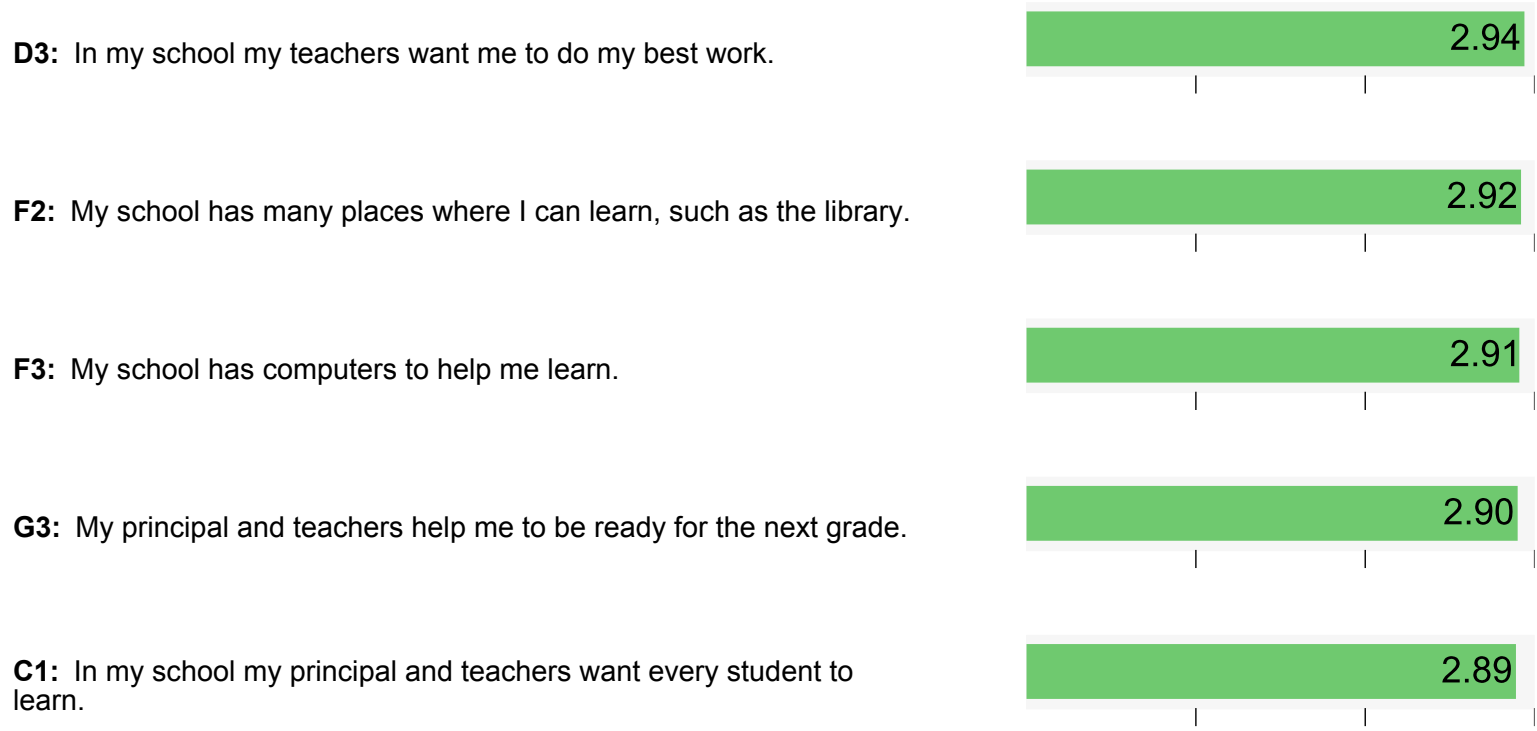 D3: In my school my teachers want me to do my best work.
2.94
F2: My school has many places where I can learn, such as the library.
2.92
F3: My school has computers to help me learn.
2.91
G3: My principal and teachers help me to be ready for the next grade.
2.90
C1: In my school my principal and teachers want every student to
learn.
2.89